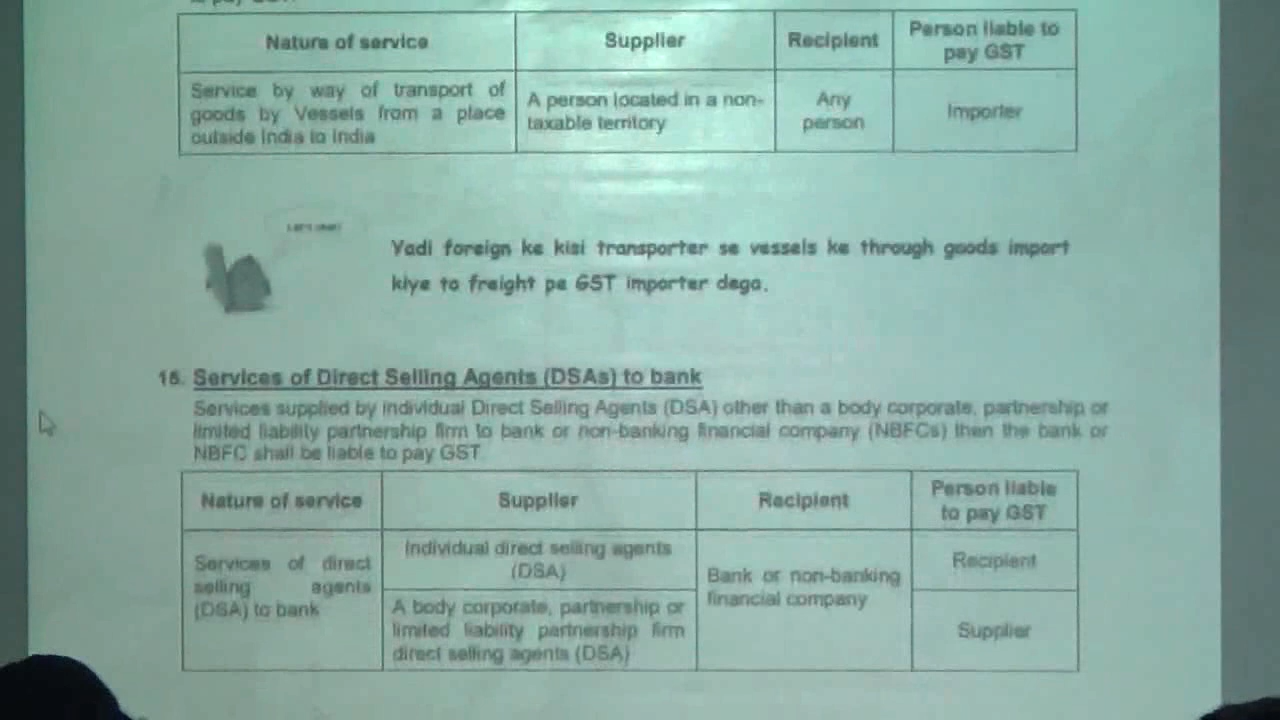 to pay GST.
Nature of service
Supplier
Recipient
Person liable to
pay GST
Service by way of transport of
goods by Vessels from a place
outside India to India
A person located in a non-
taxable territory
Any
person
Importer
Yadi foreign ke kisi transporter se vessels ke through goods import
kiye to freight pe GST importer dega.
15. Services of Direct Selling Agents (DSAs) to bank
Services supplied by individual Direct Selling Agents (DSA) other than a body corporate, partnership or
limited liability partnership firm to bank or non-banking financial company (NBFCs) then the bank or
NBFC shall be liable to pay GST
Nature of service
Supplier
Recipient
Person liable
to pay GST
Services of direct
selling agents
(DSA) to bank
Individual direct selling agents
(DSA)
Bank or non-banking
financial company
Recipient
A body corporate, partnership or
limited liability partnership firm
direct selling agents (DSA)
Supplier